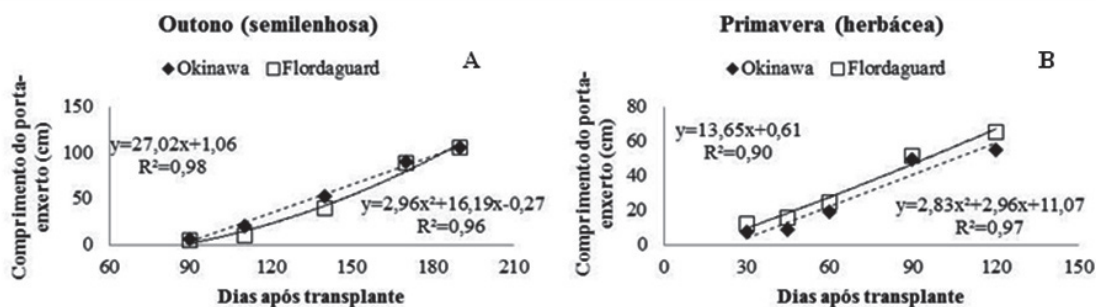 Outono (semilenhosa)
A
Okinawa Flordaguard
Comprimento do porta-
enxerto (cm)
150
100
50
0
y=27,02x+1,06
R²=0,98
y=2,96x²+16,19x-0,27
R²=0,96
60 90 110 150 180 210
Dias após transplante
Primavera (herbácea)
B
Okinawa Flordaguard
Comprimento do porta-
enxerto (cm)
80
60
40
20
0
y=13,65x+0,61
R²=0,90
y=2,83x²+2,96x+11,07
R²=0,97
0 30 60 90 120 150
Dias após transplante